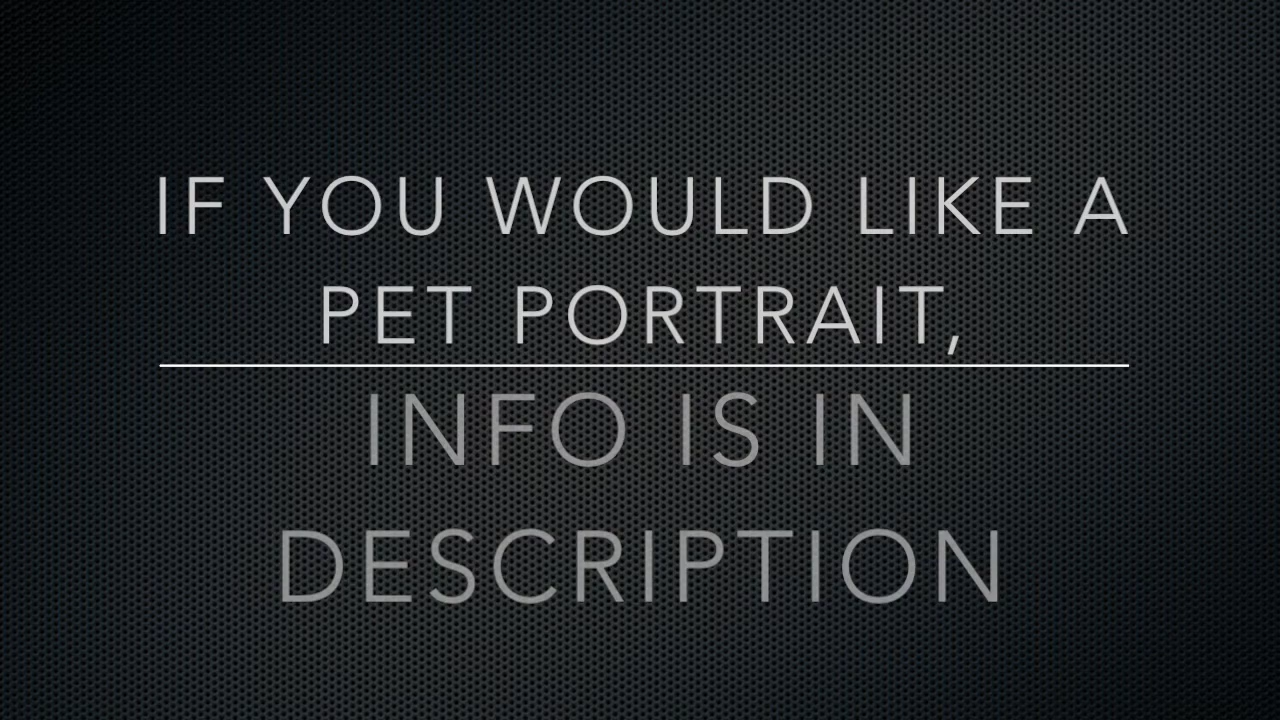 IF YOU WOULD LIKE A
PET PORTRAIT,
INFO IS IN
DESCRIPTION